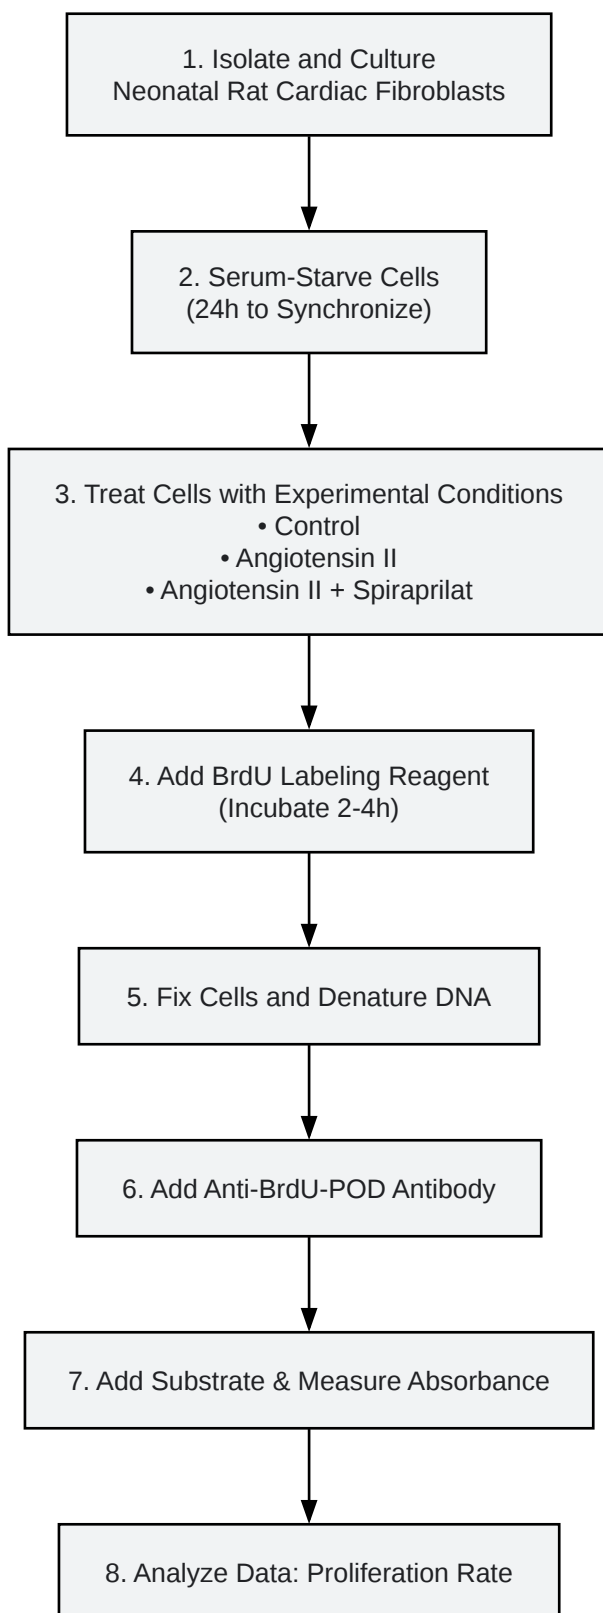 1. Isolate and Culture
Neonatal Rat Cardiac Fibroblasts
2. Serum-Starve Cells
(24h to Synchronize)
3. Treat Cells with Experimental Conditions
• Control
• Angiotensin II
• Angiotensin II + Spiraprilat
4. Add BrdU Labeling Reagent
(Incubate 2-4h)
5. Fix Cells and Denature DNA
6. Add Anti-BrdU-POD Antibody
7. Add Substrate & Measure Absorbance
8. Analyze Data: Proliferation Rate